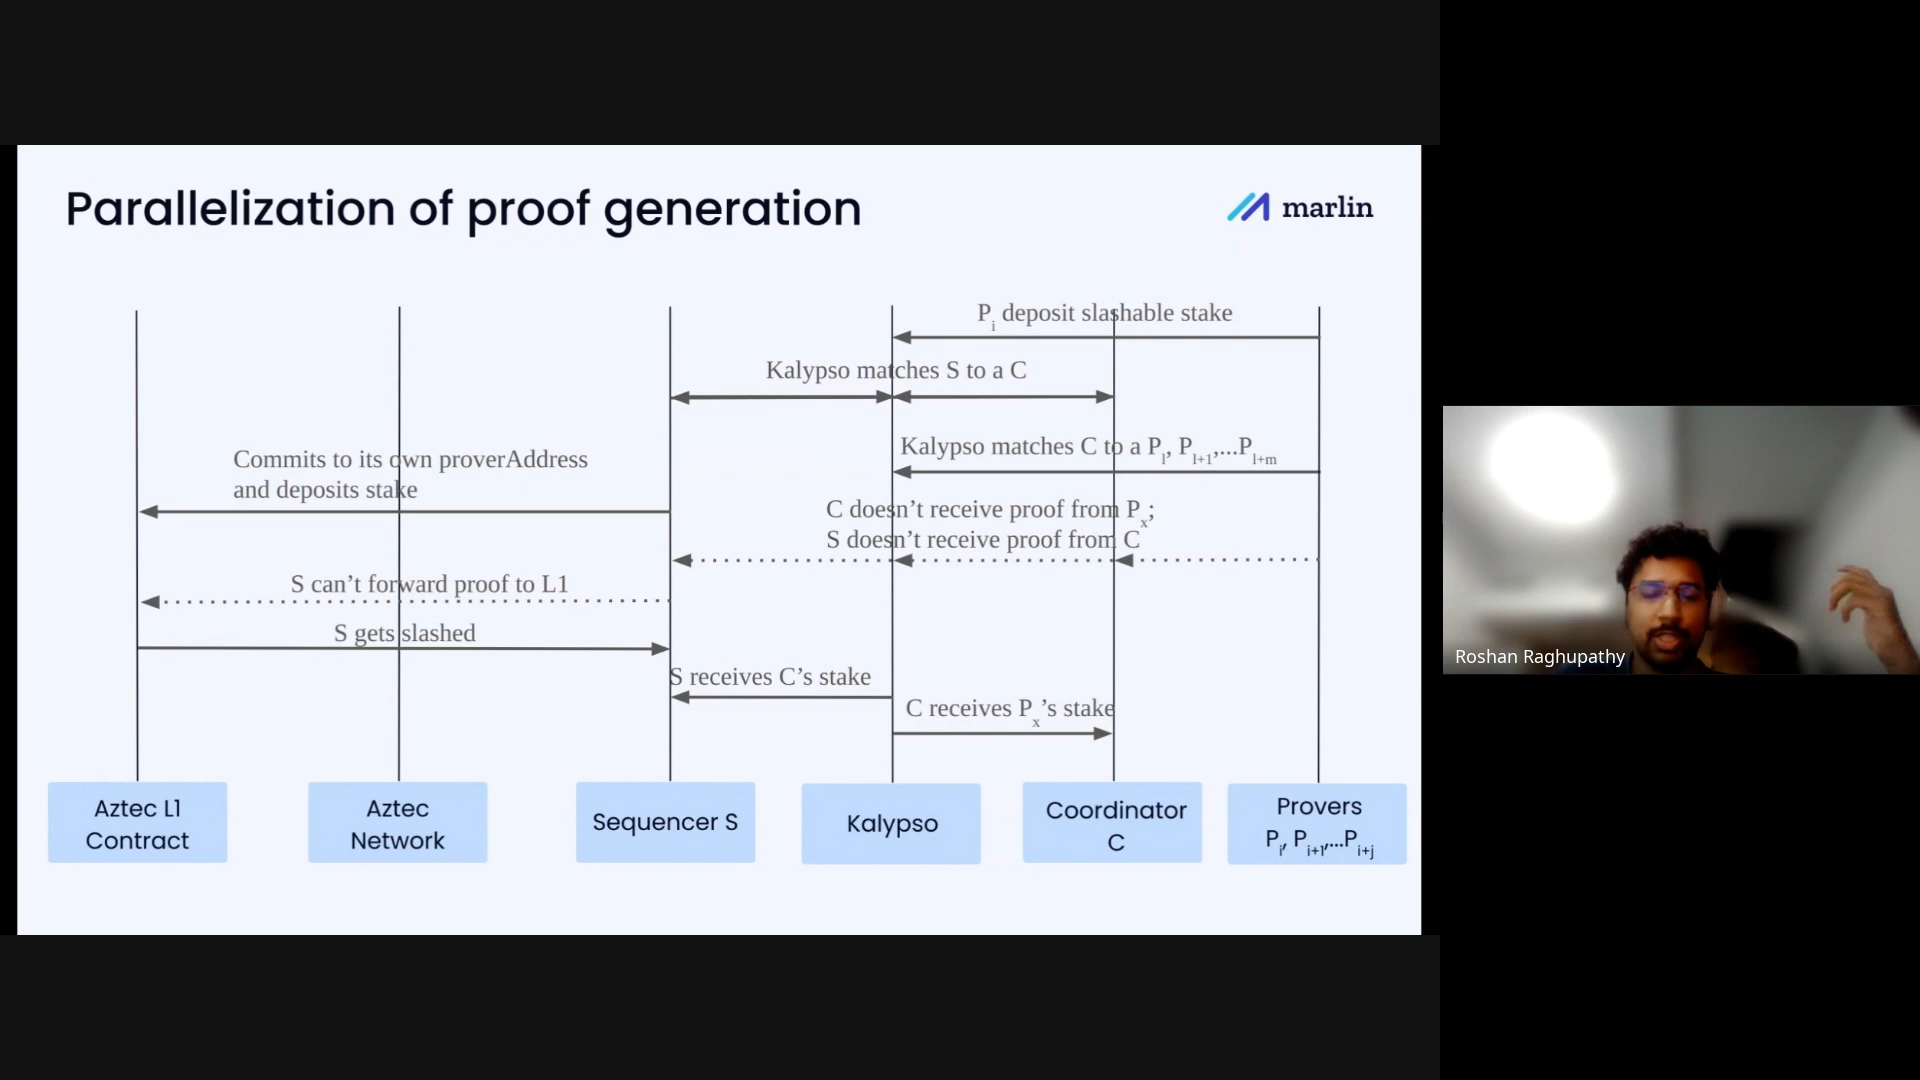 Parallelization of proof generation
marlin
Pi deposit slashable stake
Kalypso matches S to a C
Kalypso matches C to a Pl, Pl+1,...Pl+m
Commits to its own proverAddress
and deposits stake
C doesn’t receive proof from Px;
S doesn’t receive proof from C
S can’t forward proof to L1
S gets slashed
S receives C’s stake
C receives Px’s stake
Aztec L1
Contract
Aztec
Network
Sequencer S
Kalypso
Coordinator
C
Provers
Pi, Pi+1,...Pi+j
Roshan Raghupathy